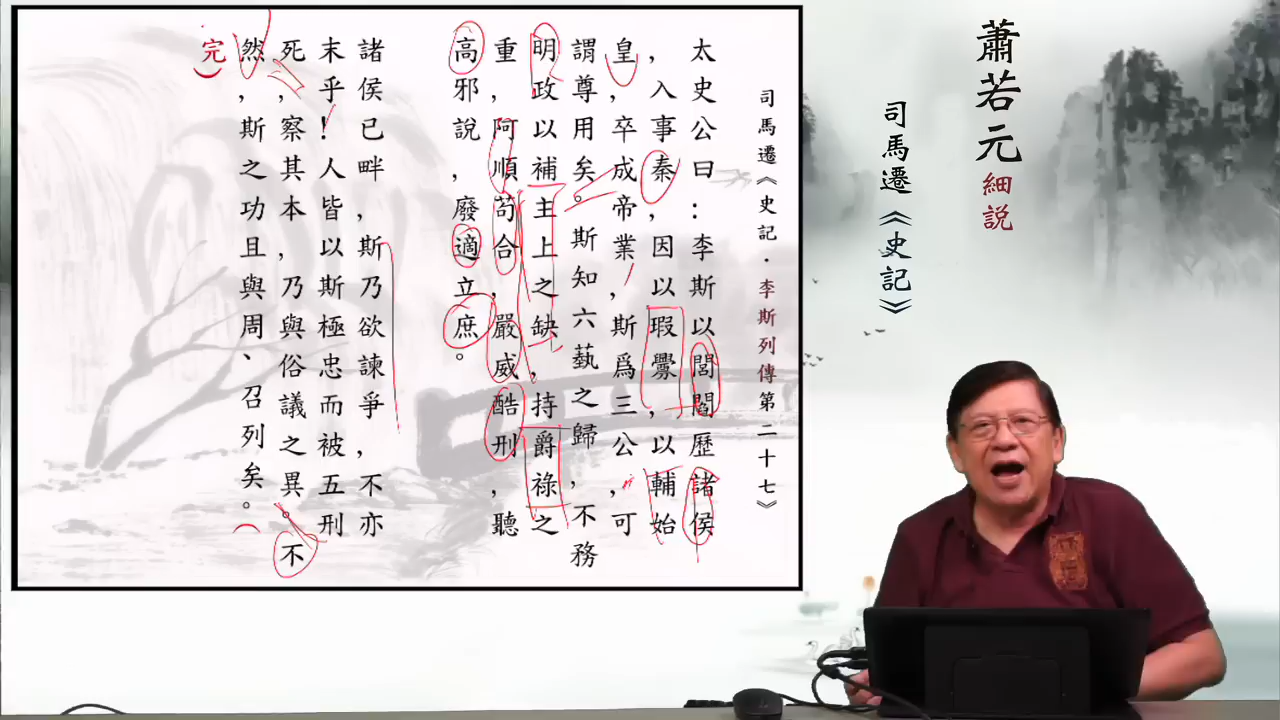 蕭若元
細說
司馬遷《史記》
司馬遷《史記·李斯列傳第二十七》
太史公曰：李斯以閭閻歷諸侯
，入事秦，因以瑕釁，以輔始
皇，卒成帝業，斯爲三公，可
謂尊用矣。斯知六藝之歸，不務
明政以補主上之缺，持爵祿之
重，阿順苟合，嚴威酷刑，聽
高邪說，廢適立庶。
諸侯已畔，斯乃欲諫爭，不亦
末乎！人皆以斯極忠而被五刑
死，察其本，乃與俗議之異。不
然，斯之功且與周、召列矣。
完